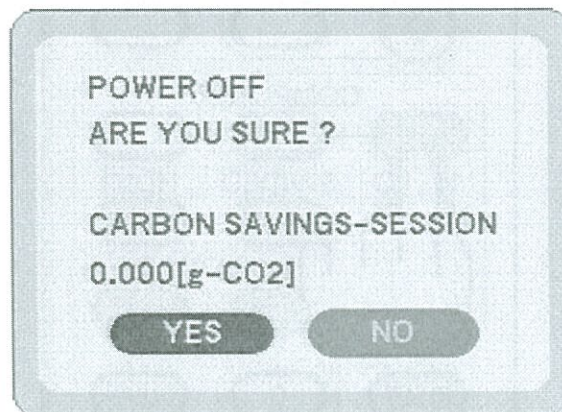 POWER OFF
ARE YOU SURE ?
CARBON SAVINGS-SESSION
0.000[g-CO2]
YES
NO